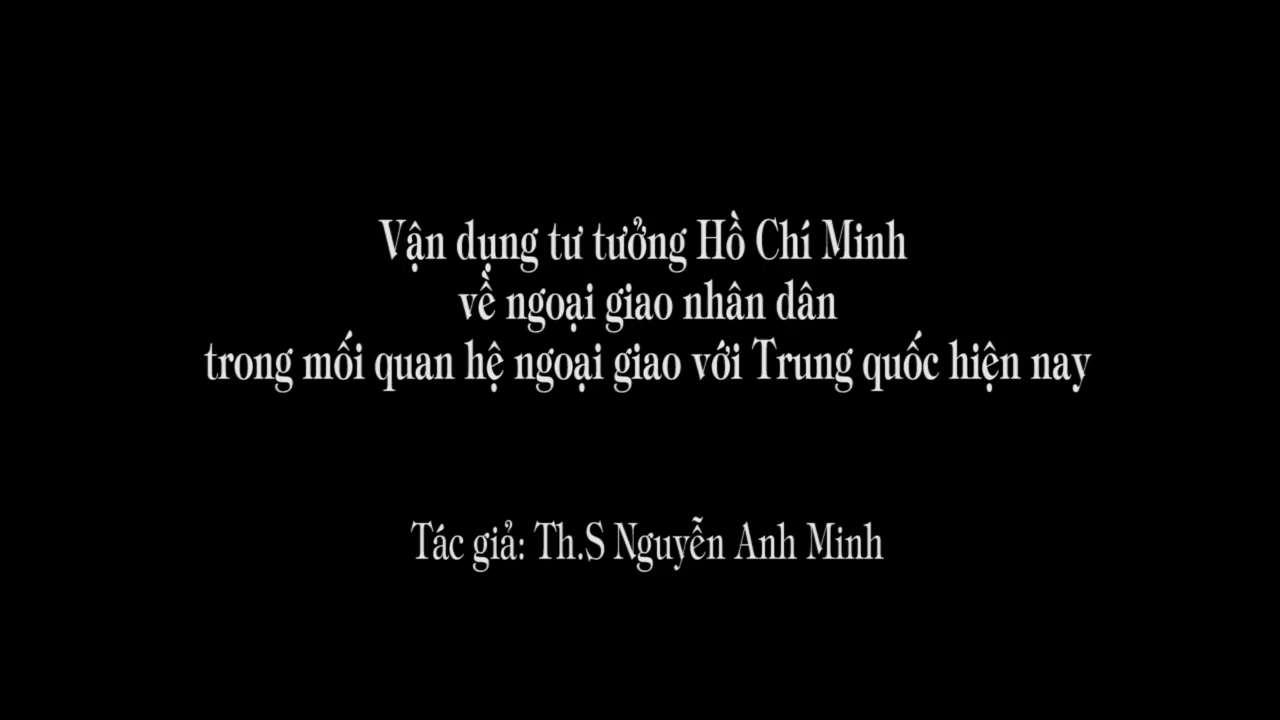 Vận dụng tư tưởng Hồ Chí Minh
về ngoại giao nhân dân
trong mối quan hệ ngoại giao với Trung quốc hiện nay
Tác giả: Th.S Nguyễn Anh Minh